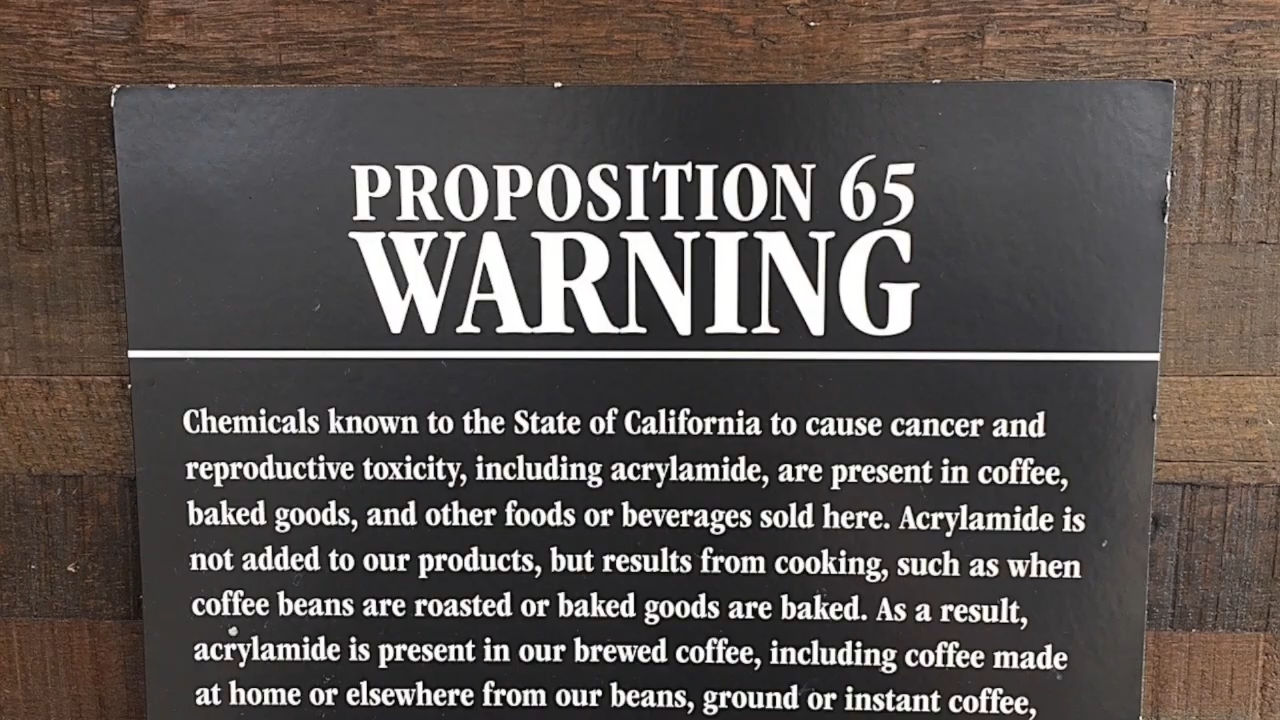 PROPOSITION 65
WARNING
Chemicals known to the State of California to cause cancer and
reproductive toxicity, including acrylamide, are present in coffee,
baked goods, and other foods or beverages sold here. Acrylamide is
not added to our products, but results from cooking, such as when
coffee beans are roasted or baked goods are baked. As a result,
acrylamide is present in our brewed coffee, including coffee made
at home or elsewhere from our beans, ground or instant coffee,